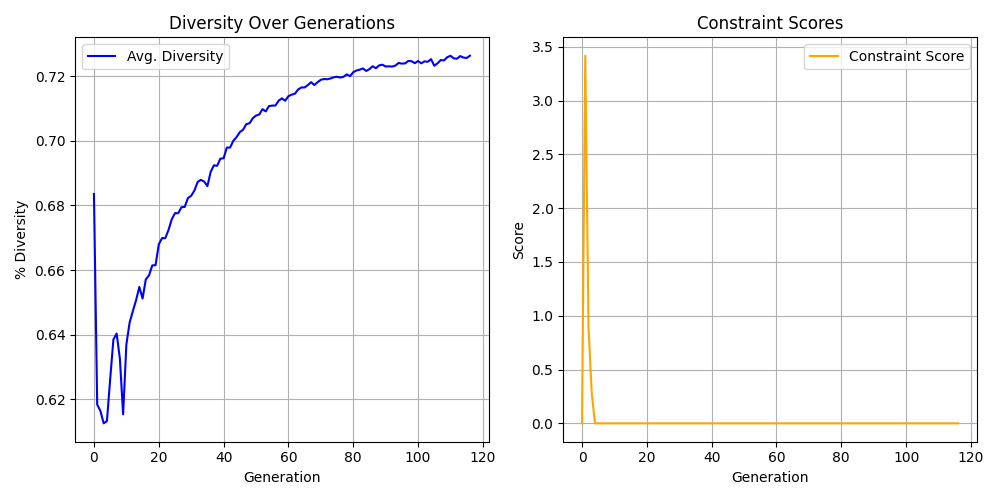 Diversity Over Generations
Avg. Diversity
% Diversity
0.72
0.70
0.68
0.66
0.64
0.62
0 20 40 60 80 100 120
Generation
Constraint Scores
Constraint Score
Score
3.5
3.0
2.5
2.0
1.5
1.0
0.5
0.0
0 20 40 60 80 100 120
Generation